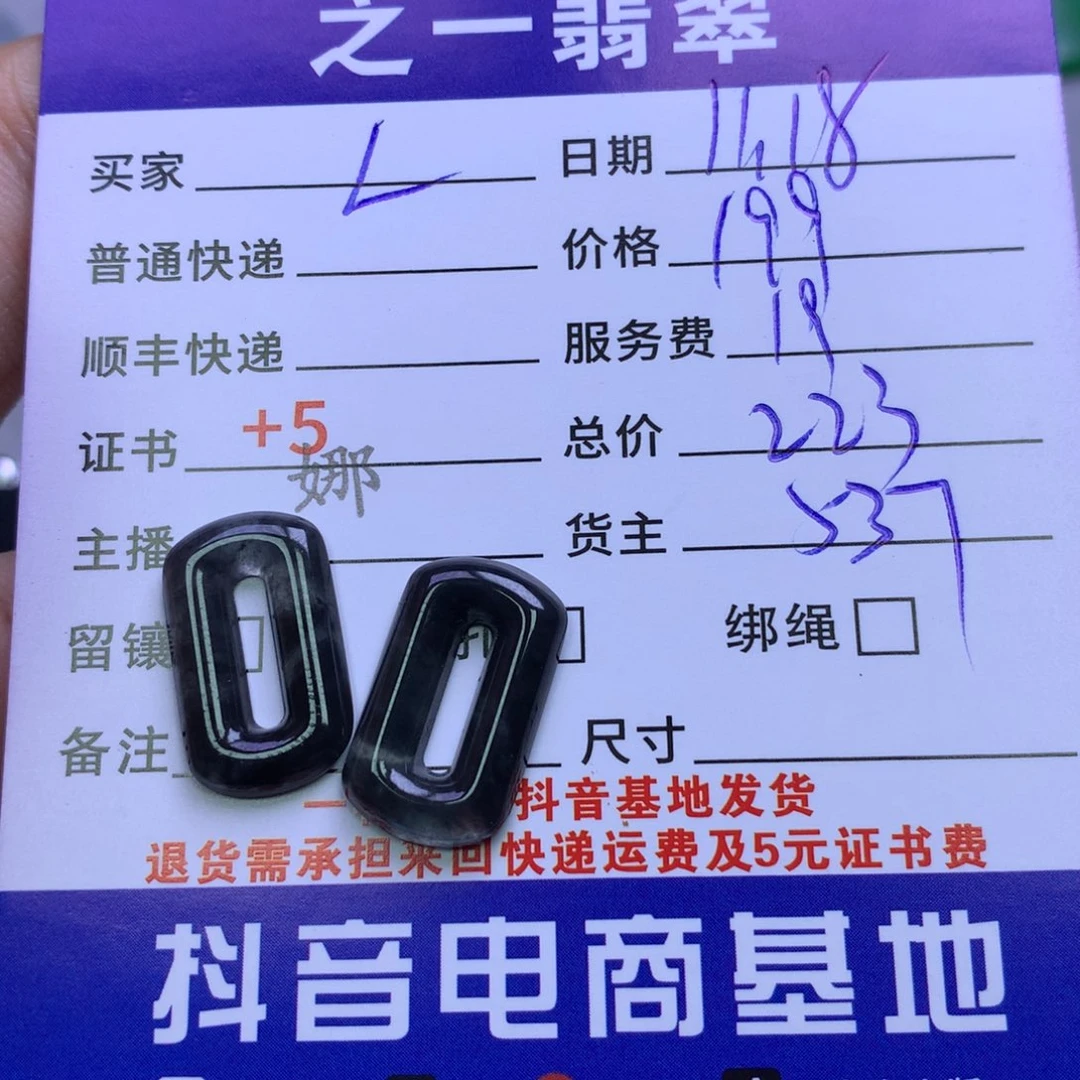 之一翡翠
买家 L 日期 11.18
普通快递 价格 199
顺丰快递 服务费 19
证书 +5 总价 223
娜
主播 货主 537
留镶 绑绳
备注 尺寸
抖音基地发货
退货需承担来回快递运费及5元证书费
抖音电商基地